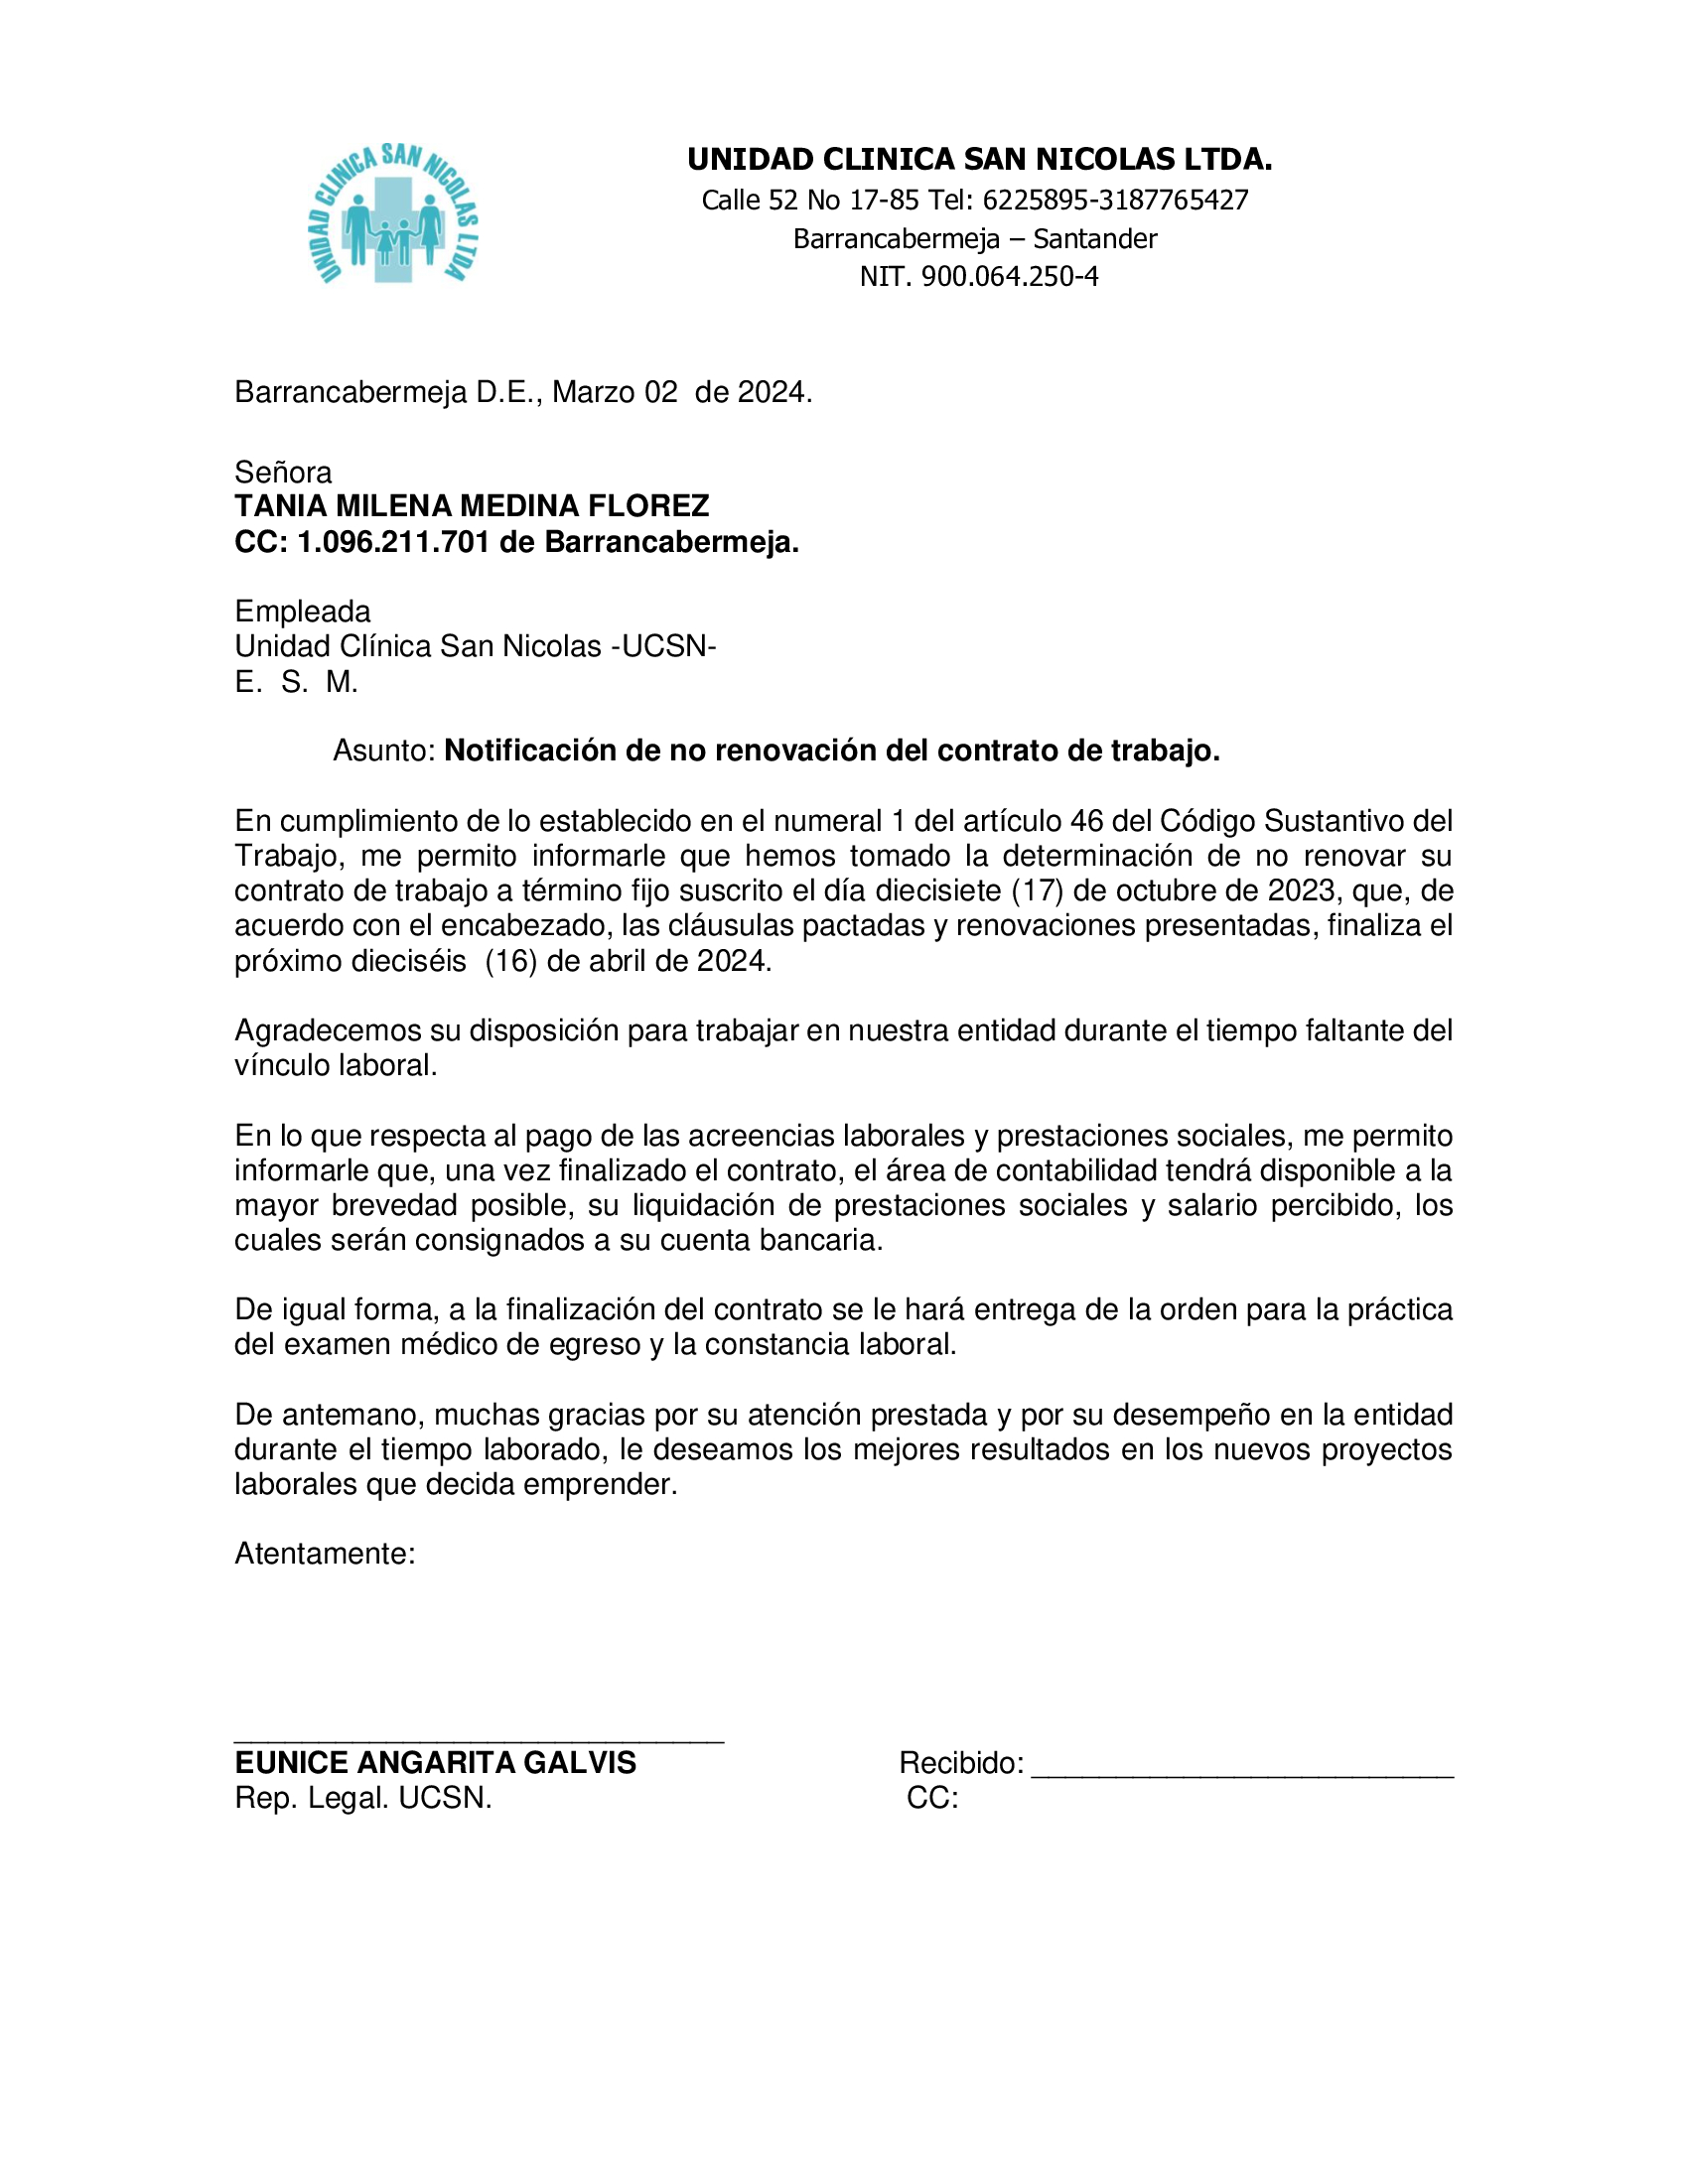 UNIDAD CLINICA SAN NICOLAS LTDA
UNIDAD CLINICA SAN NICOLAS LTDA.
Calle 52 No 17-85 Tel: 6225895-3187765427
Barrancabermeja – Santander
NIT. 900.064.250-4
Barrancabermeja D.E., Marzo 02  de 2024.
Señora
TANIA MILENA MEDINA FLOREZ
CC: 1.096.211.701 de Barrancabermeja.
Empleada
Unidad Clínica San Nicolas -UCSN-
E.  S.  M.
Asunto: Notificación de no renovación del contrato de trabajo.
En cumplimiento de lo establecido en el numeral 1 del artículo 46 del Código Sustantivo del
Trabajo, me permito informarle que hemos tomado la determinación de no renovar su
contrato de trabajo a término fijo suscrito el día diecisiete (17) de octubre de 2023, que, de
acuerdo con el encabezado, las cláusulas pactadas y renovaciones presentadas, finaliza el
próximo dieciséis  (16) de abril de 2024.
Agradecemos su disposición para trabajar en nuestra entidad durante el tiempo faltante del
vínculo laboral.
En lo que respecta al pago de las acreencias laborales y prestaciones sociales, me permito
informarle que, una vez finalizado el contrato, el área de contabilidad tendrá disponible a la
mayor brevedad posible, su liquidación de prestaciones sociales y salario percibido, los
cuales serán consignados a su cuenta bancaria.
De igual forma, a la finalización del contrato se le hará entrega de la orden para la práctica
del examen médico de egreso y la constancia laboral.
De antemano, muchas gracias por su atención prestada y por su desempeño en la entidad
durante el tiempo laborado, le deseamos los mejores resultados en los nuevos proyectos
laborales que decida emprender.
Atentamente:
EUNICE ANGARITA GALVIS Recibido: _________________________
Rep. Legal. UCSN. CC: